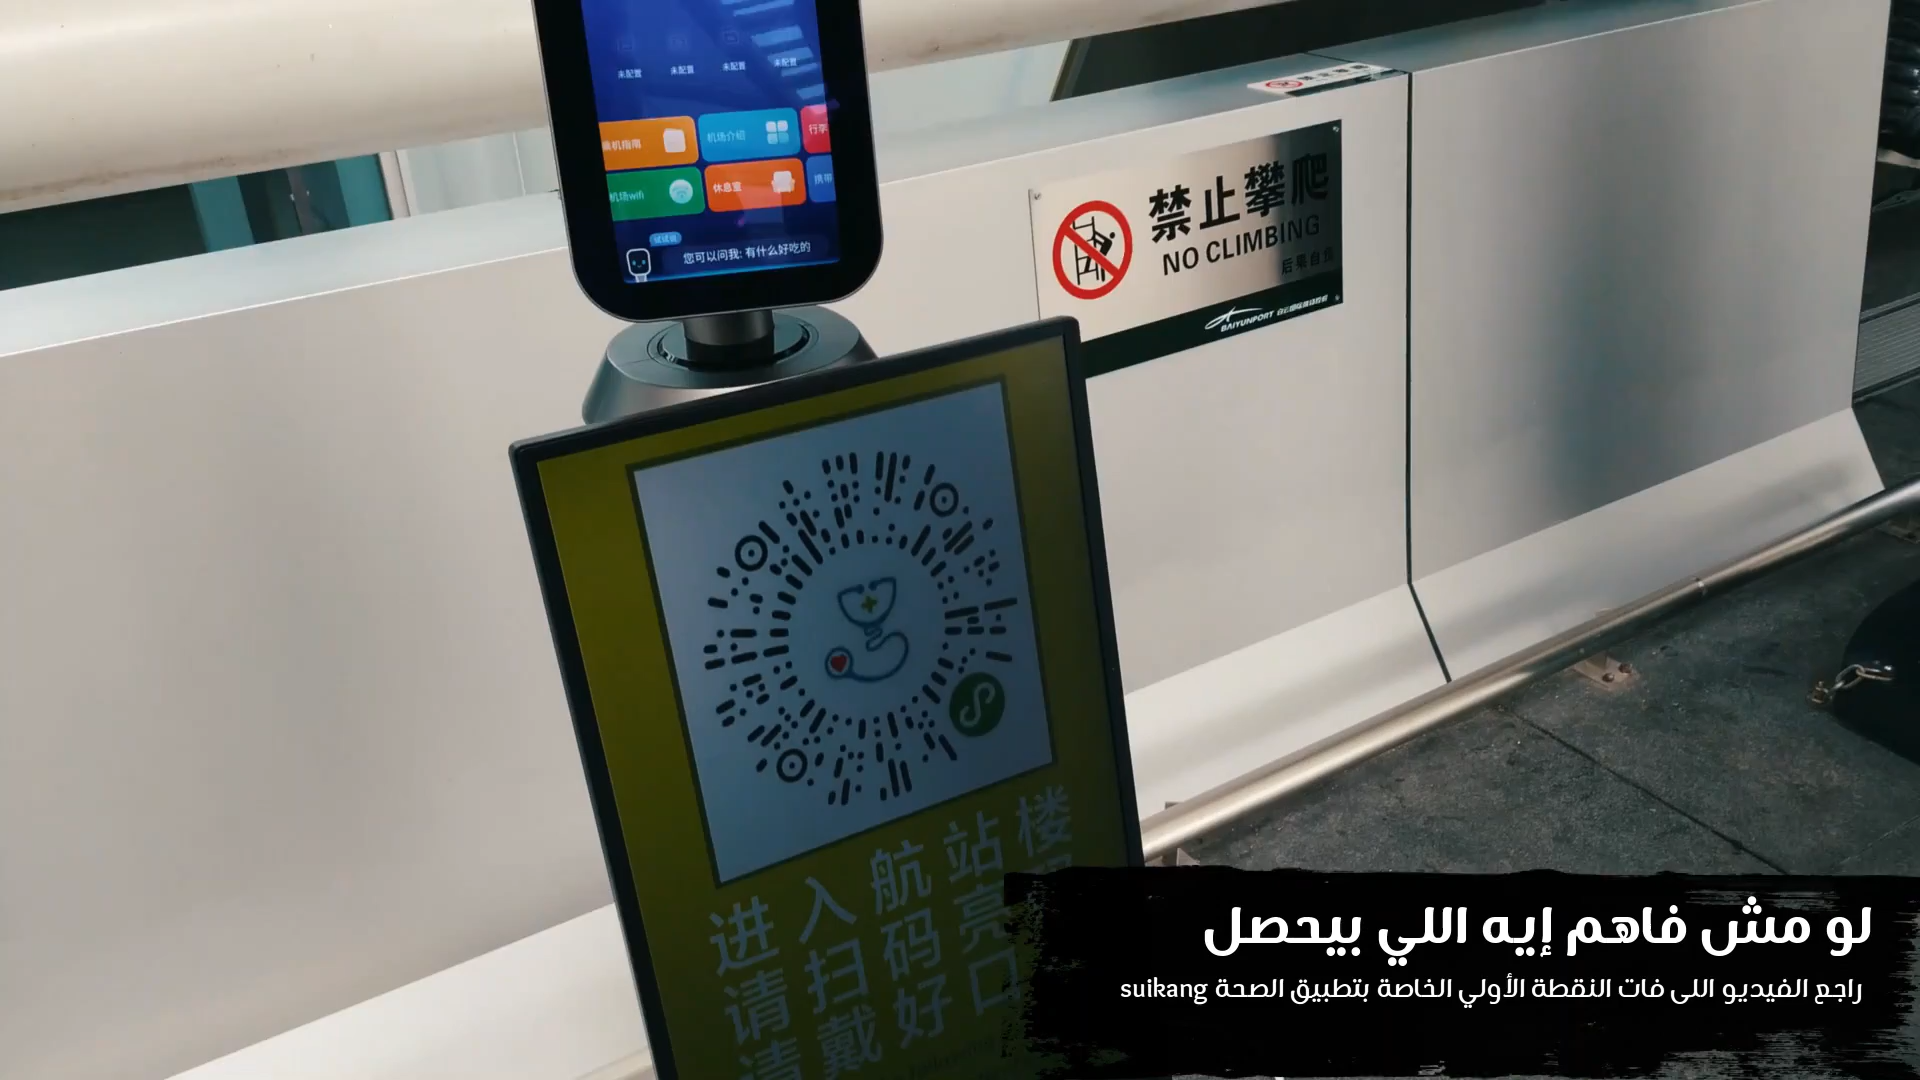 未配置 未配置 未配置 未配置
乘机指南 机场介绍 行李
机场wifi 休息室 携带
试试说
您可以问我: 有什么好吃的
禁止攀爬
NO CLIMBING
后果自负
BAIYUNPORT
进入航站楼
请扫码亮
请戴好口
لو مش فاهم إيه اللي بيحصل
راجع الفيديو اللى فات النقطة الأولي الخاصة بتطبيق الصحة suikang